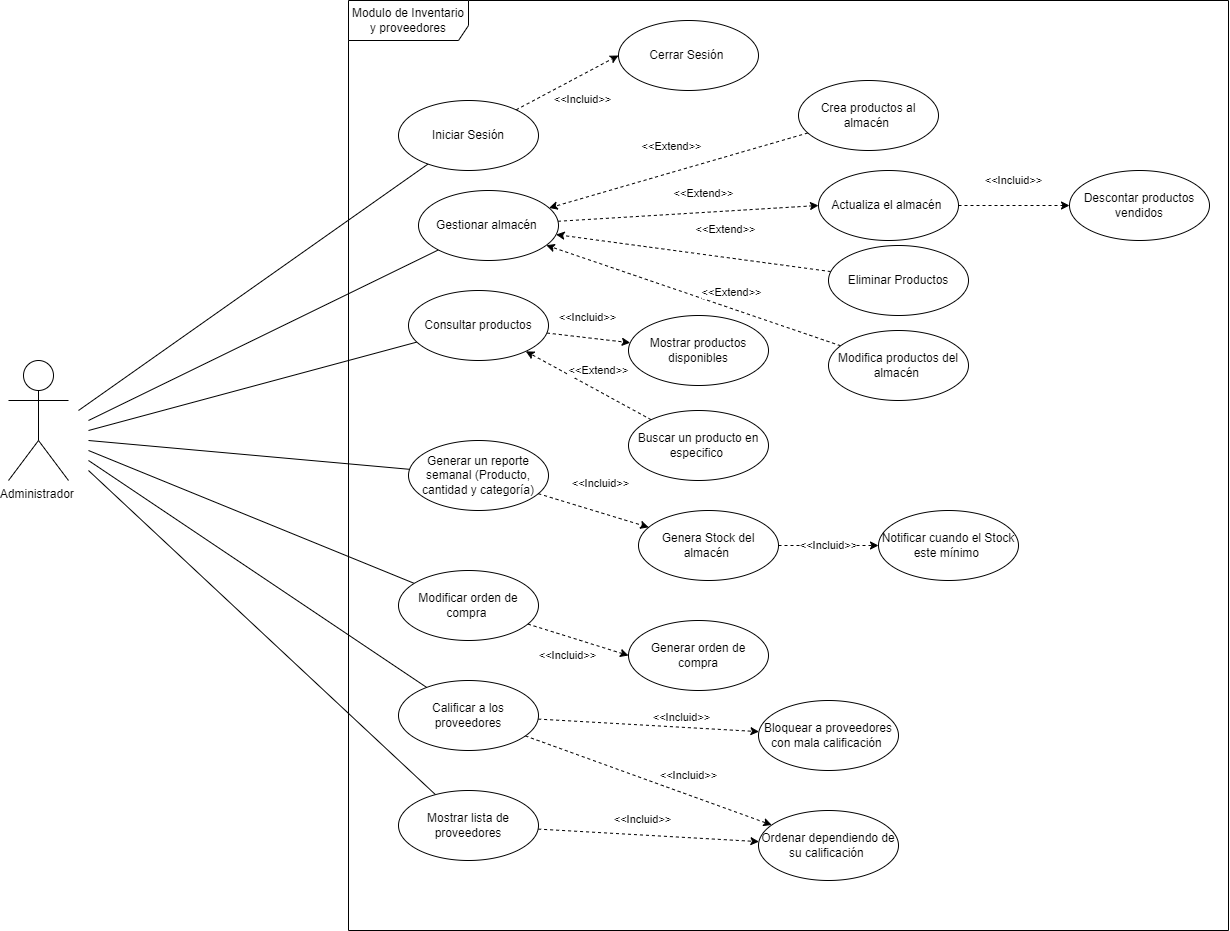 Modulo de Inventario
y proveedores
Cerrar Sesión
<<Incluid>>
Iniciar Sesión
Crea productos al
almacén
<<Extend>>
<<Extend>>
<<Incluid>>
Gestionar almacén
Actualiza el almacén
Descontar productos
vendidos
<<Extend>>
Eliminar Productos
<<Extend>>
Consultar productos
<<Incluid>>
Mostrar productos
disponibles
Modifica productos del
almacén
<<Extend>>
Buscar un producto en
especifico
Administrador
Generar un reporte
semanal (Producto,
cantidad y categoría)
<<Incluid>>
Genera Stock del
almacén
<<Incluid>>
Notificar cuando el Stock
este mínimo
Modificar orden de
compra
<<Incluid>>
Generar orden de
compra
Calificar a los
proveedores
<<Incluid>>
Bloquear a proveedores
con mala calificación
<<Incluid>>
Mostrar lista de
proveedores
<<Incluid>>
Ordenar dependiendo de
su calificación